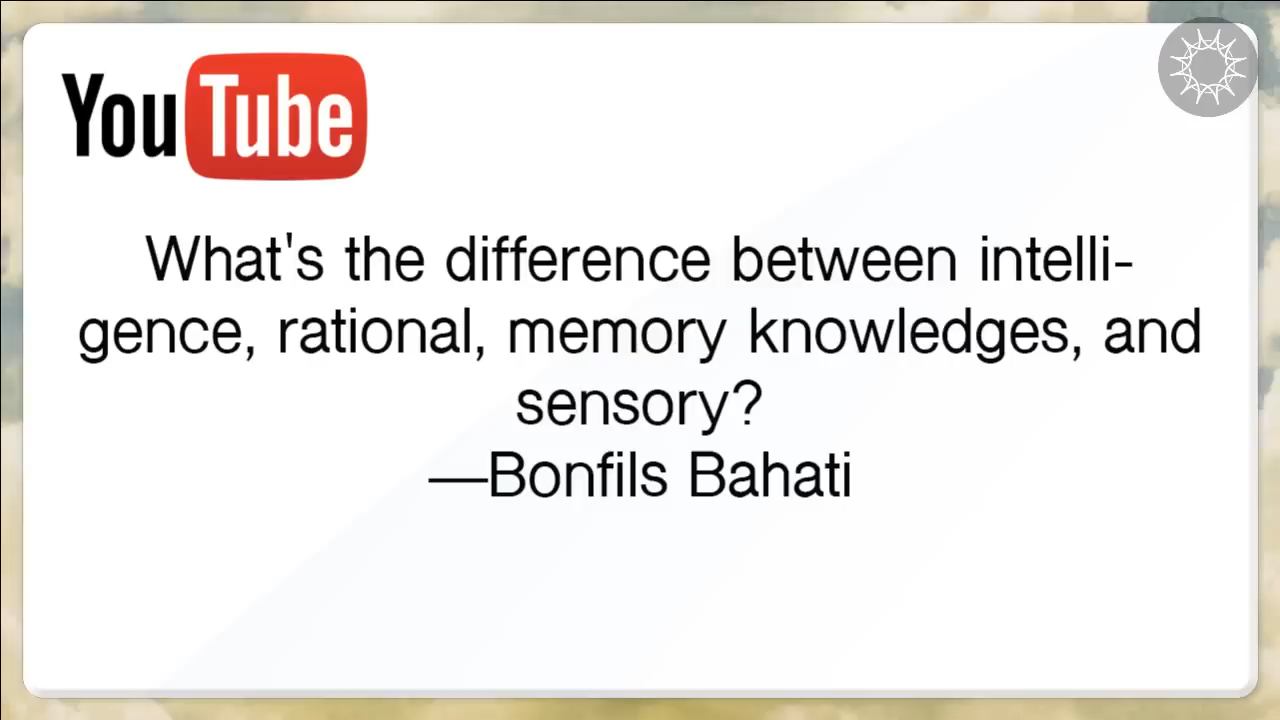 YouTube
What's the difference between intelli-
gence, rational, memory knowledges, and
sensory?
—Bonfils Bahati